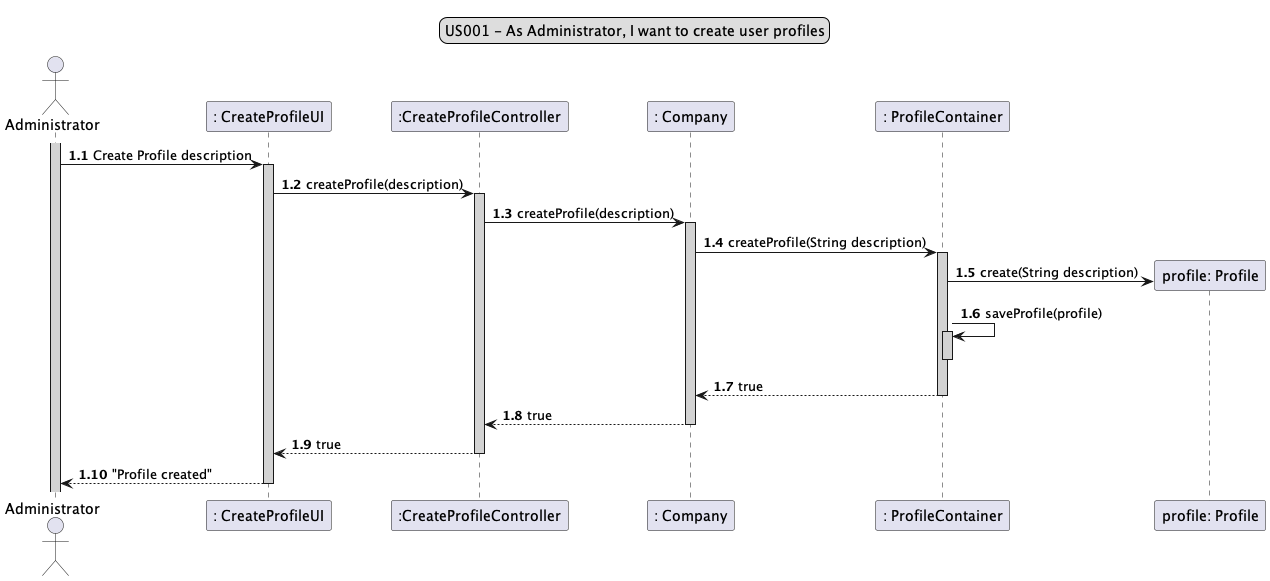 US001 - As Administrator, I want to create user profiles
Administrator
: CreateProfileUI
:CreateProfileController
: Company
: ProfileContainer
1.1 Create Profile description
1.2 createProfile(description)
1.3 createProfile(description)
1.4 createProfile(String description)
1.5 create(String description)
profile: Profile
1.6 saveProfile(profile)
1.7 true
1.8 true
1.9 true
1.10 "Profile created"
Administrator
: CreateProfileUI
:CreateProfileController
: Company
: ProfileContainer
profile: Profile